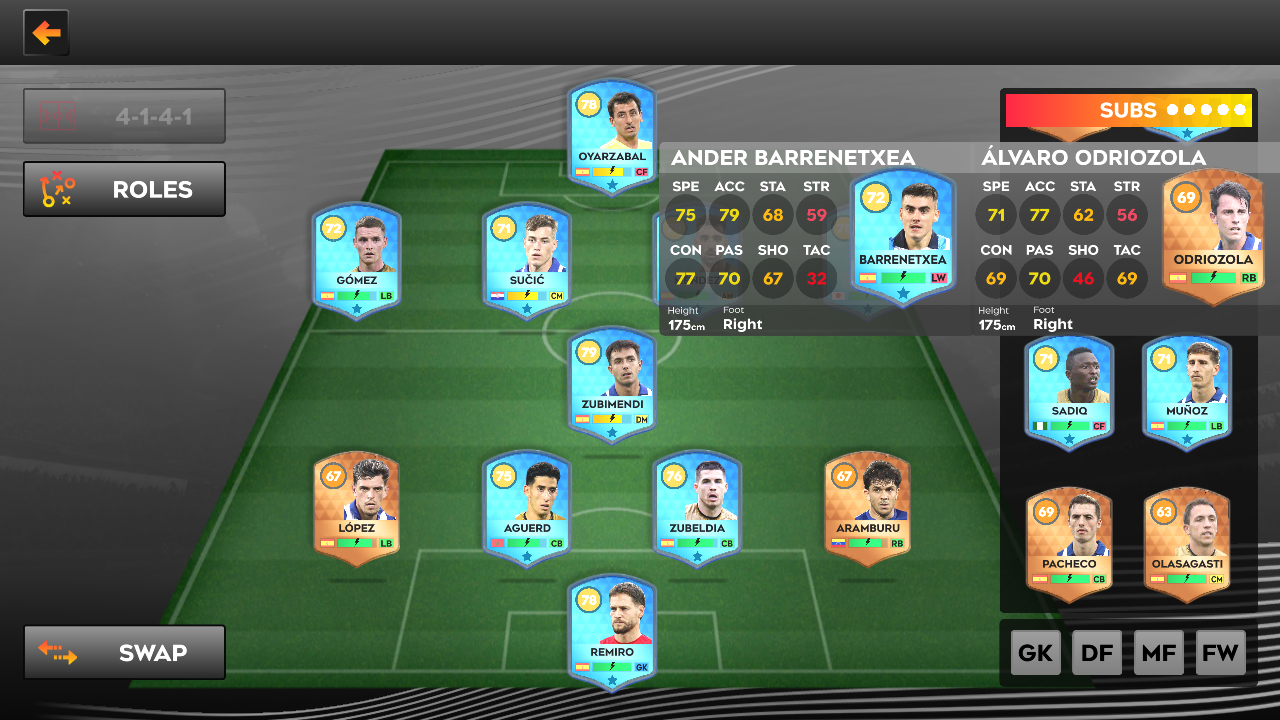 4-1-4-1
ROLES
SWAP
78
OYARZABAL
CF
72
GÓMEZ
LB
71
SUČIĆ
CM
79
ZUBIMENDI
DM
67
LÓPEZ
LB
75
AGUERD
CB
76
ZUBELDIA
CB
67
ARAMBURU
RB
78
REMIRO
GK
SUBS
ANDER BARRENETXEA
SPE ACC STA STR
75 79 68 59
CON PAS SHO TAC
77 70 67 32
Height Foot
175cm Right
72
BARRENETXEA
LW
ÁLVARO ODRIOZOLA
SPE ACC STA STR
71 77 62 56
CON PAS SHO TAC
69 70 46 69
Height Foot
175cm Right
69
ODRIOZOLA
RB
71
SADIQ
CF
71
MUÑOZ
LB
69
PACHECO
CB
63
OLASAGASTI
CM
GK DF MF FW